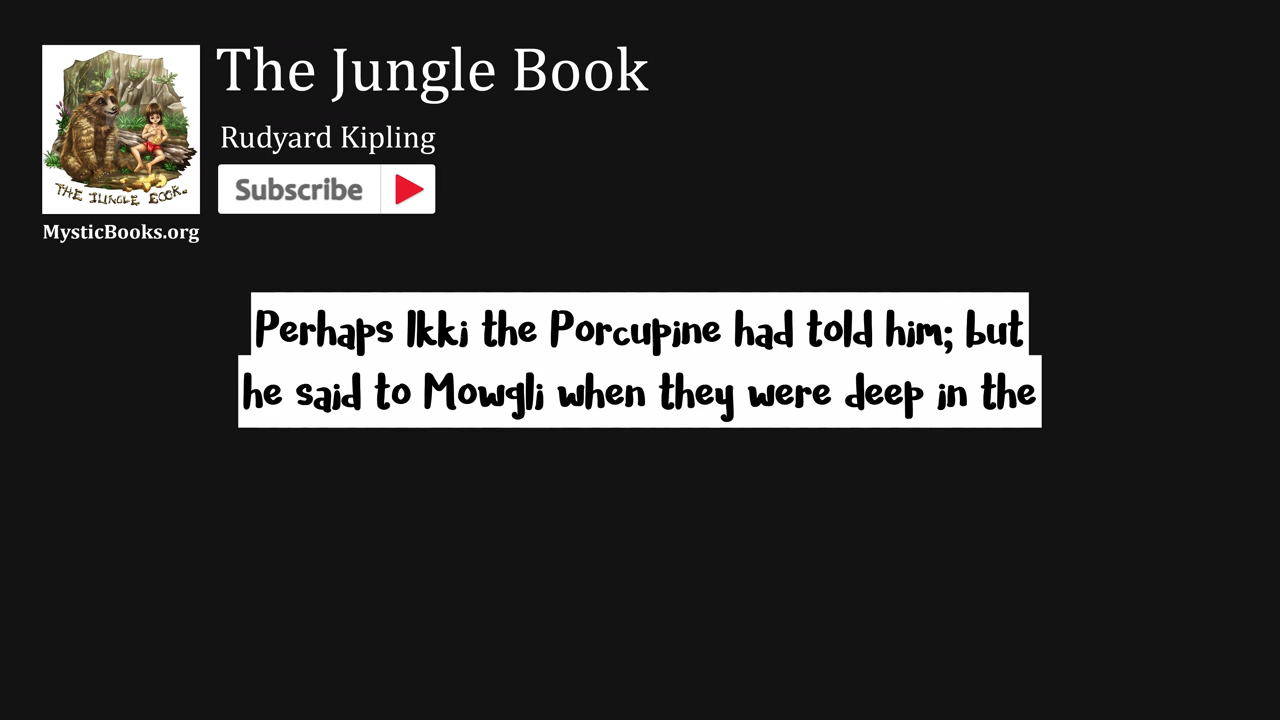 The Jungle Book
Rudyard Kipling
Subscribe
THE JUNGLE BOOK.
MysticBooks.org
Perhaps Ikki the Porcupine had told him; but
he said to Mowgli when they were deep in the